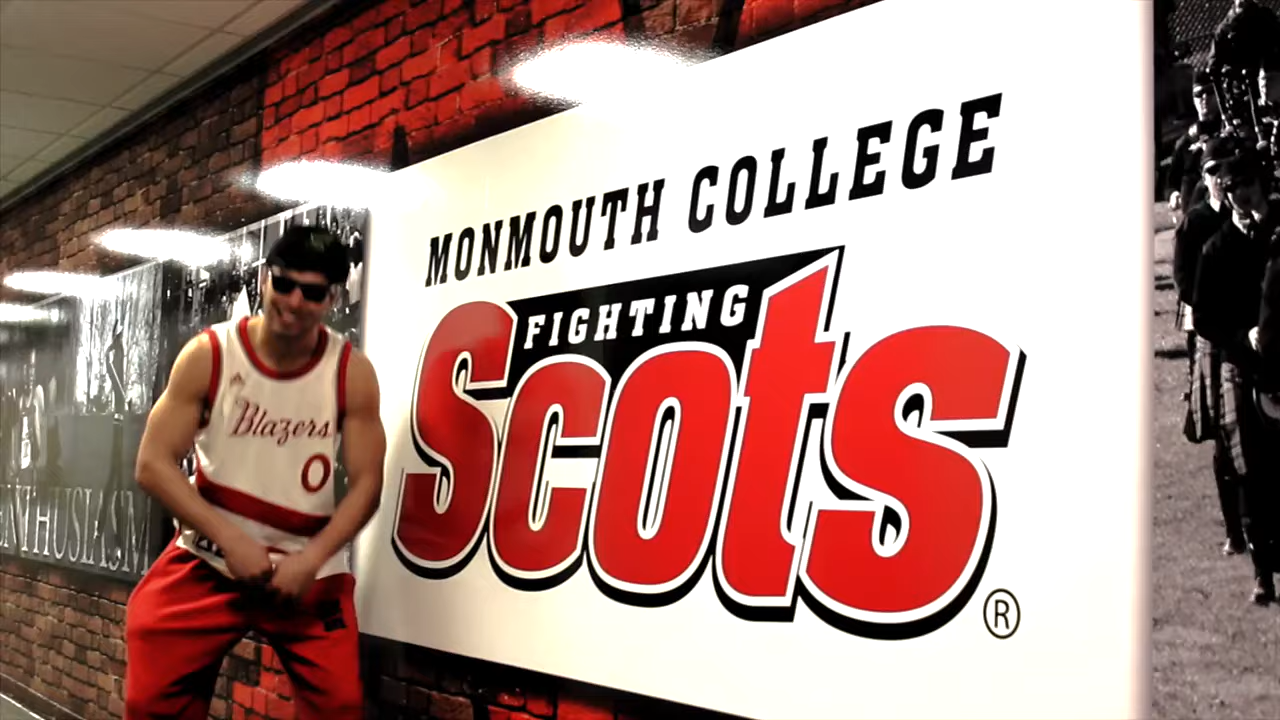 MONMOUTH COLLEGE
FIGHTING
Scots
®
Blazers
0
ENTHUSIASM